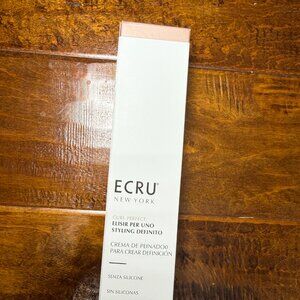 ECRU®
NEW YORK
CURL PERFECT
ELISIR PER UNO
STYLING DEFINITO
CREMA DE PEINADO
PARA CREAR DEFINICIÓN
SENZA SILICONE
SIN SILICONAS